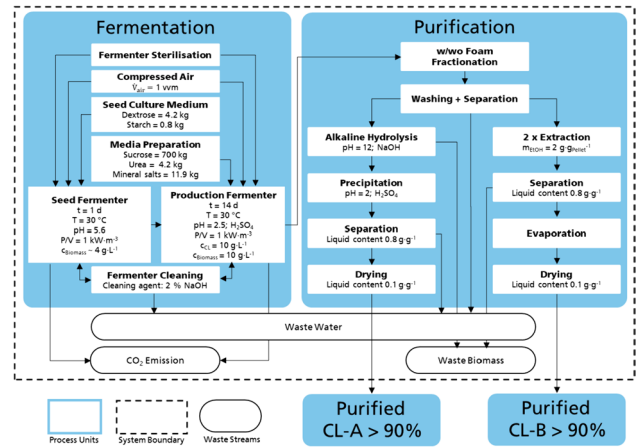 Fermentation
Fermenter Sterilisation
Compressed Air
V̇air = 1 vvm
Seed Culture Medium
Dextrose = 4.2 kg
Starch = 0.8 kg
Media Preparation
Sucrose = 700 kg
Urea = 4.2 kg
Mineral salts = 11.9 kg
Seed Fermenter
t = 1 d
T = 30 °C
pH = 5.6
P/V = 1 kW·m⁻³
cBiomass ~ 4 g·L⁻¹
Production Fermenter
t = 14 d
T = 30 °C
pH = 2.5; H₂SO₄
P/V = 1 kW·m⁻³
cCL = 10 g·L⁻¹
cBiomass = 10 g·L⁻¹
Fermenter Cleaning
Cleaning agent: 2 % NaOH
Purification
w/wo Foam
Fractionation
Washing + Separation
Alkaline Hydrolysis
pH = 12; NaOH
Precipitation
pH = 2; H₂SO₄
Separation
Liquid content 0.8 g·g⁻¹
Drying
Liquid content 0.1 g·g⁻¹
2 x Extraction
mEtOH = 2 g·gPellet⁻¹
Separation
Liquid content 0.8 g·g⁻¹
Evaporation
Drying
Liquid content 0.1 g·g⁻¹
Waste Water
CO₂ Emission
Waste Biomass
Purified
CL-A > 90%
Purified
CL-B > 90%
Process Units
System Boundary
Waste Streams